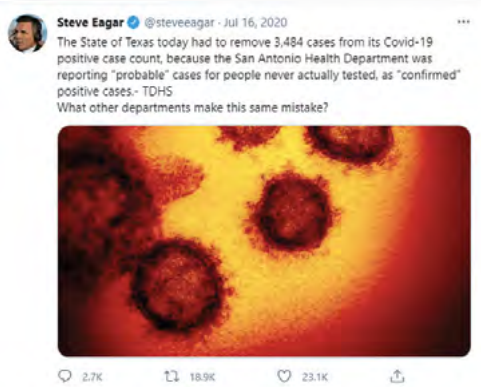 Steve Eagar @steveeagar · Jul 16, 2020
The State of Texas today had to remove 3,484 cases from its Covid-19
positive case count, because the San Antonio Health Department was
reporting "probable" cases for people never actually tested, as "confirmed"
positive cases.- TDHS
What other departments make this same mistake?
2.7K 18.9K 23.1K